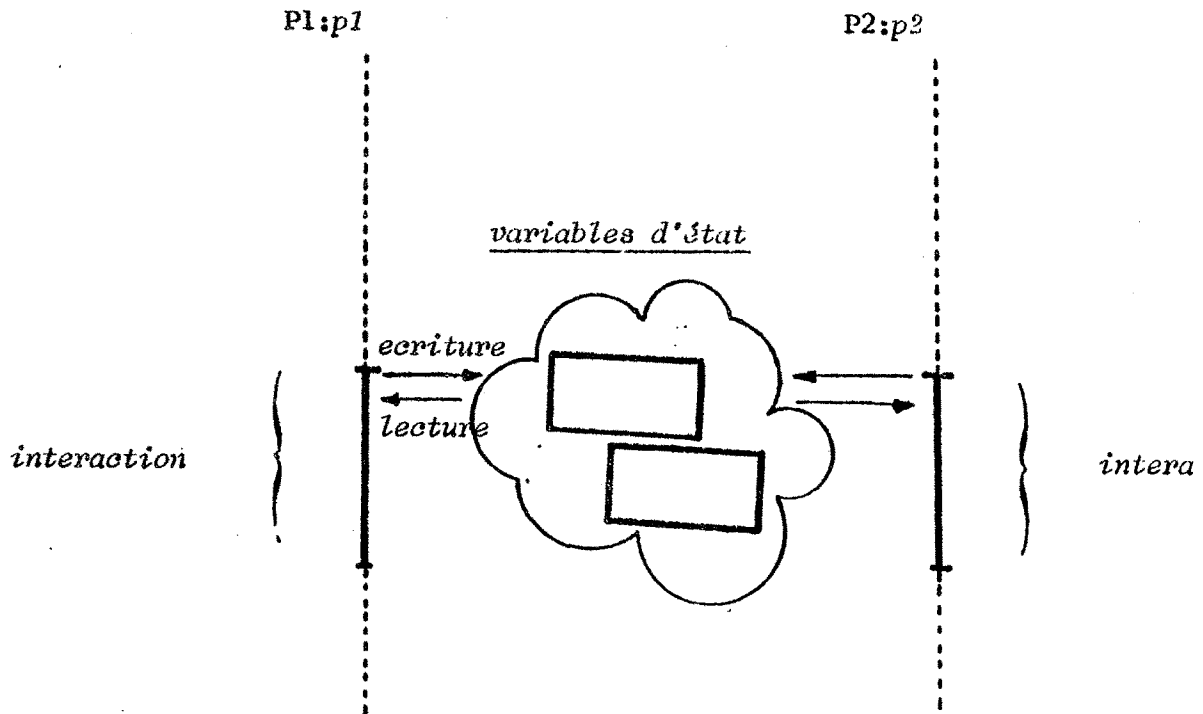 P1:p1
P2:p2
variables d'état
ecriture
lecture
interaction
intera